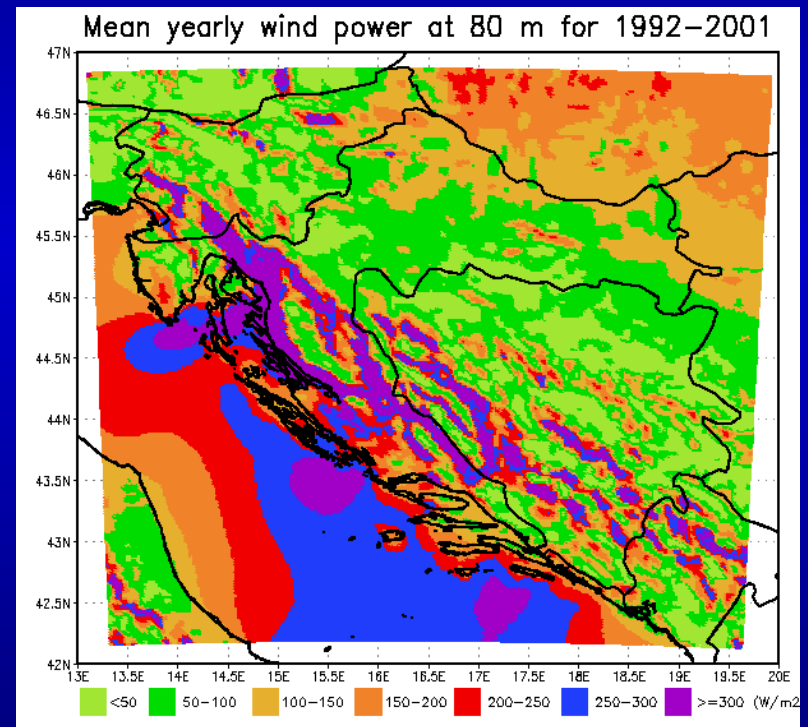 Mean yearly wind power at 80 m for 1992-2001
47N
46.5N
46N
45.5N
45N
44.5N
44N
43.5N
43N
42.5N
42N
13E 13.5E 14E 14.5E 15E 15.5E 16E 16.5E 17E 17.5E 18E 18.5E 19E 19.5E 20E
<50 50-100 100-150 150-200 200-250 250-300 >=300 (W/m2